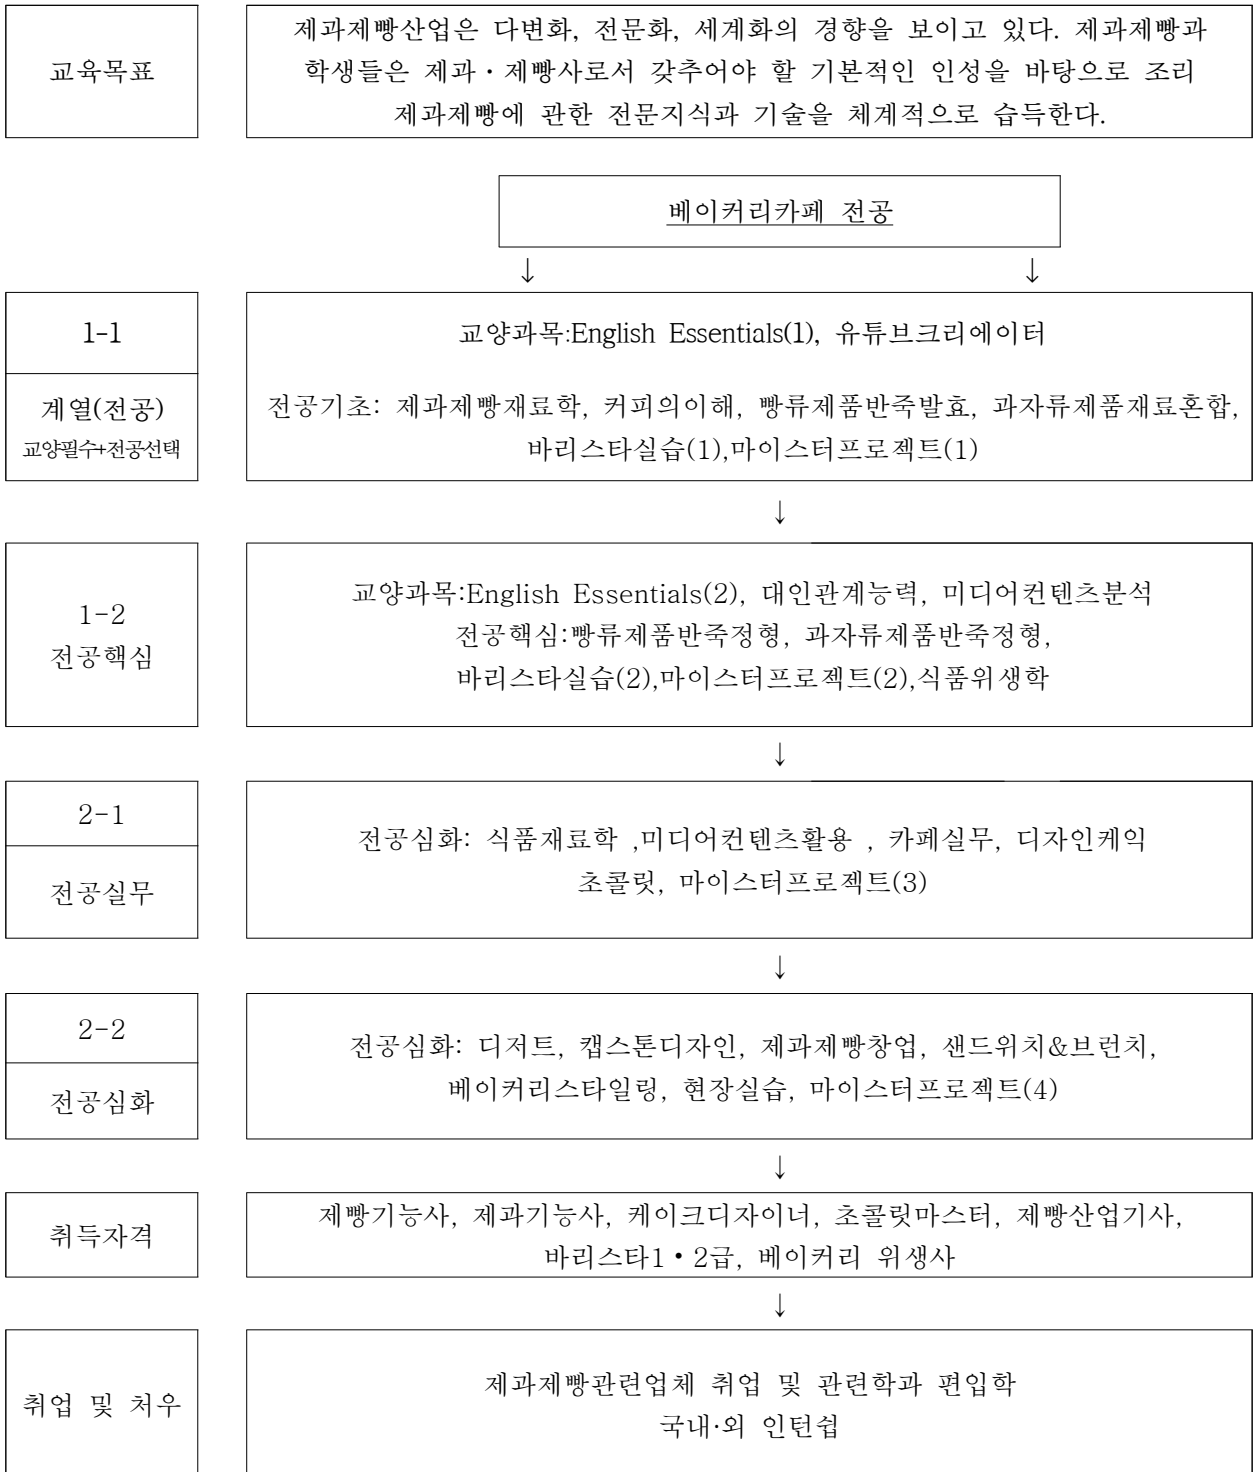 교육목표
제과제빵산업은 다변화, 전문화, 세계화의 경향을 보이고 있다. 제과제빵과
학생들은 제과·제빵사로서 갖추어야 할 기본적인 인성을 바탕으로 조리
제과제빵에 관한 전문지식과 기술을 체계적으로 습득한다.
베이커리카페 전공
↓ ↓
1-1
계열(전공)
교양필수+전공선택
교양과목:English Essentials(1), 유튜브크리에이터
전공기초: 제과제빵재료학, 커피의이해, 빵류제품반죽발효, 과자류제품재료혼합,
바리스타실습(1),마이스터프로젝트(1)
↓
1-2
전공핵심
교양과목:English Essentials(2), 대인관계능력, 미디어컨텐츠분석
전공핵심:빵류제품반죽정형, 과자류제품반죽정형,
바리스타실습(2),마이스터프로젝트(2),식품위생학
↓
2-1
전공실무
전공심화: 식품재료학 ,미디어컨텐츠활용 , 카페실무, 디자인케익
초콜릿, 마이스터프로젝트(3)
↓
2-2
전공심화
전공심화: 디저트, 캡스톤디자인, 제과제빵창업, 샌드위치&브런치,
베이커리스타일링, 현장실습, 마이스터프로젝트(4)
↓
취득자격
제빵기능사, 제과기능사, 케이크디자이너, 초콜릿마스터, 제빵산업기사,
바리스타1·2급, 베이커리 위생사
↓
취업 및 처우
제과제빵관련업체 취업 및 관련학과 편입학
국내·외 인턴쉽